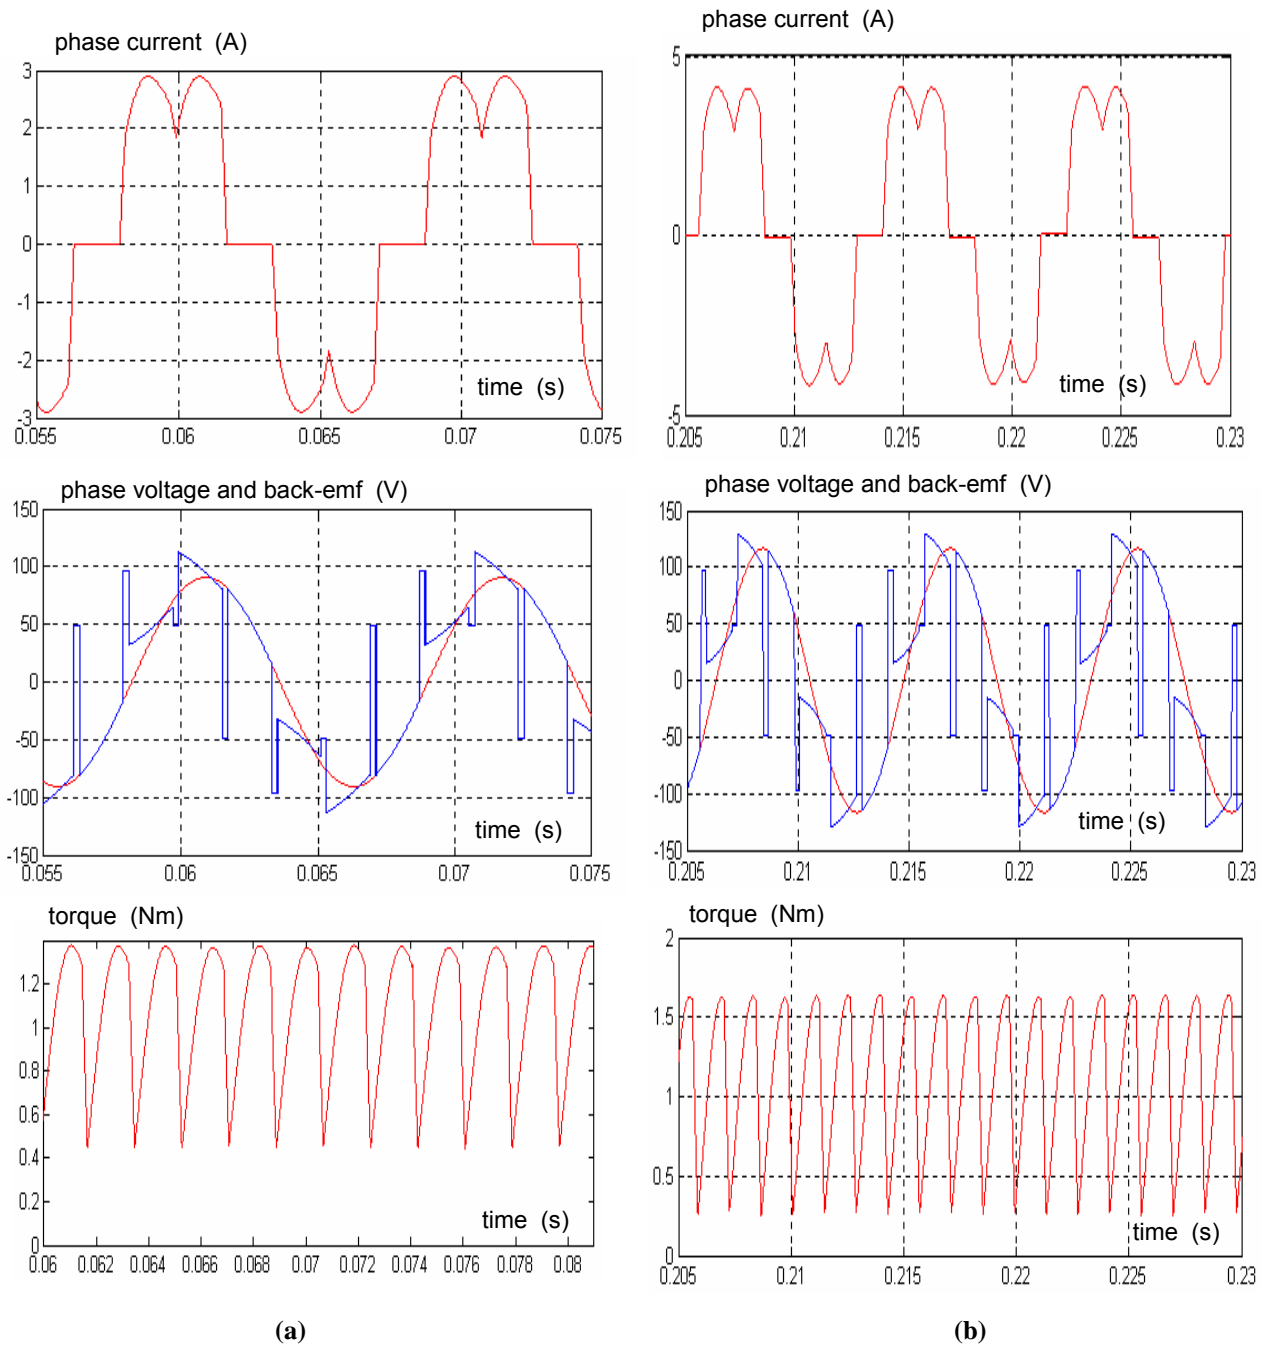 phase current (A)
3
2
1
0
-1
-2
-3
time (s)
0.055 0.06 0.065 0.07 0.075
phase voltage and back-emf (V)
150
100
50
0
-50
-100
-150
time (s)
0.055 0.06 0.065 0.07 0.075
torque (Nm)
1.2
1
0.8
0.6
0.4
0.2
0
time (s)
0.06 0.062 0.064 0.066 0.068 0.07 0.072 0.074 0.076 0.078 0.08
(a)
phase current (A)
5
0
-5
time (s)
0.205 0.21 0.215 0.22 0.225 0.23
phase voltage and back-emf (V)
150
100
50
0
-50
-100
-150
time (s)
0.205 0.21 0.215 0.22 0.225 0.23
torque (Nm)
2
1.5
1
0.5
0
time (s)
0.205 0.21 0.215 0.22 0.225 0.23
(b)